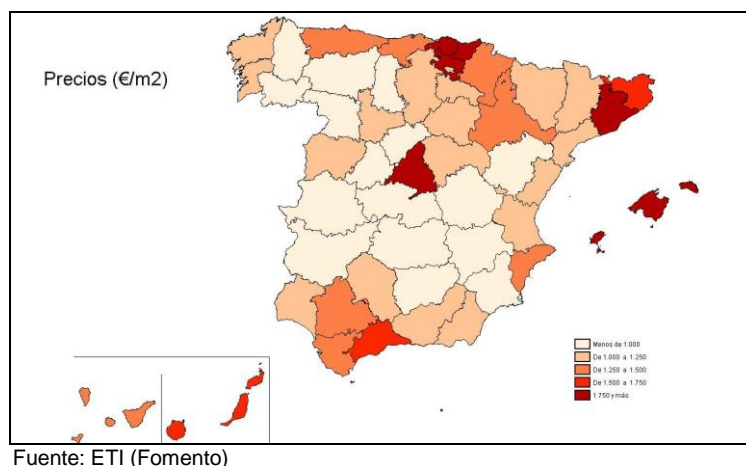 Precios (€/m2)
Menos de 1.000
De 1.000 a 1.250
De 1.250 a 1.500
De 1.500 a 1.750
1.750 y más
Fuente: ETI (Fomento)